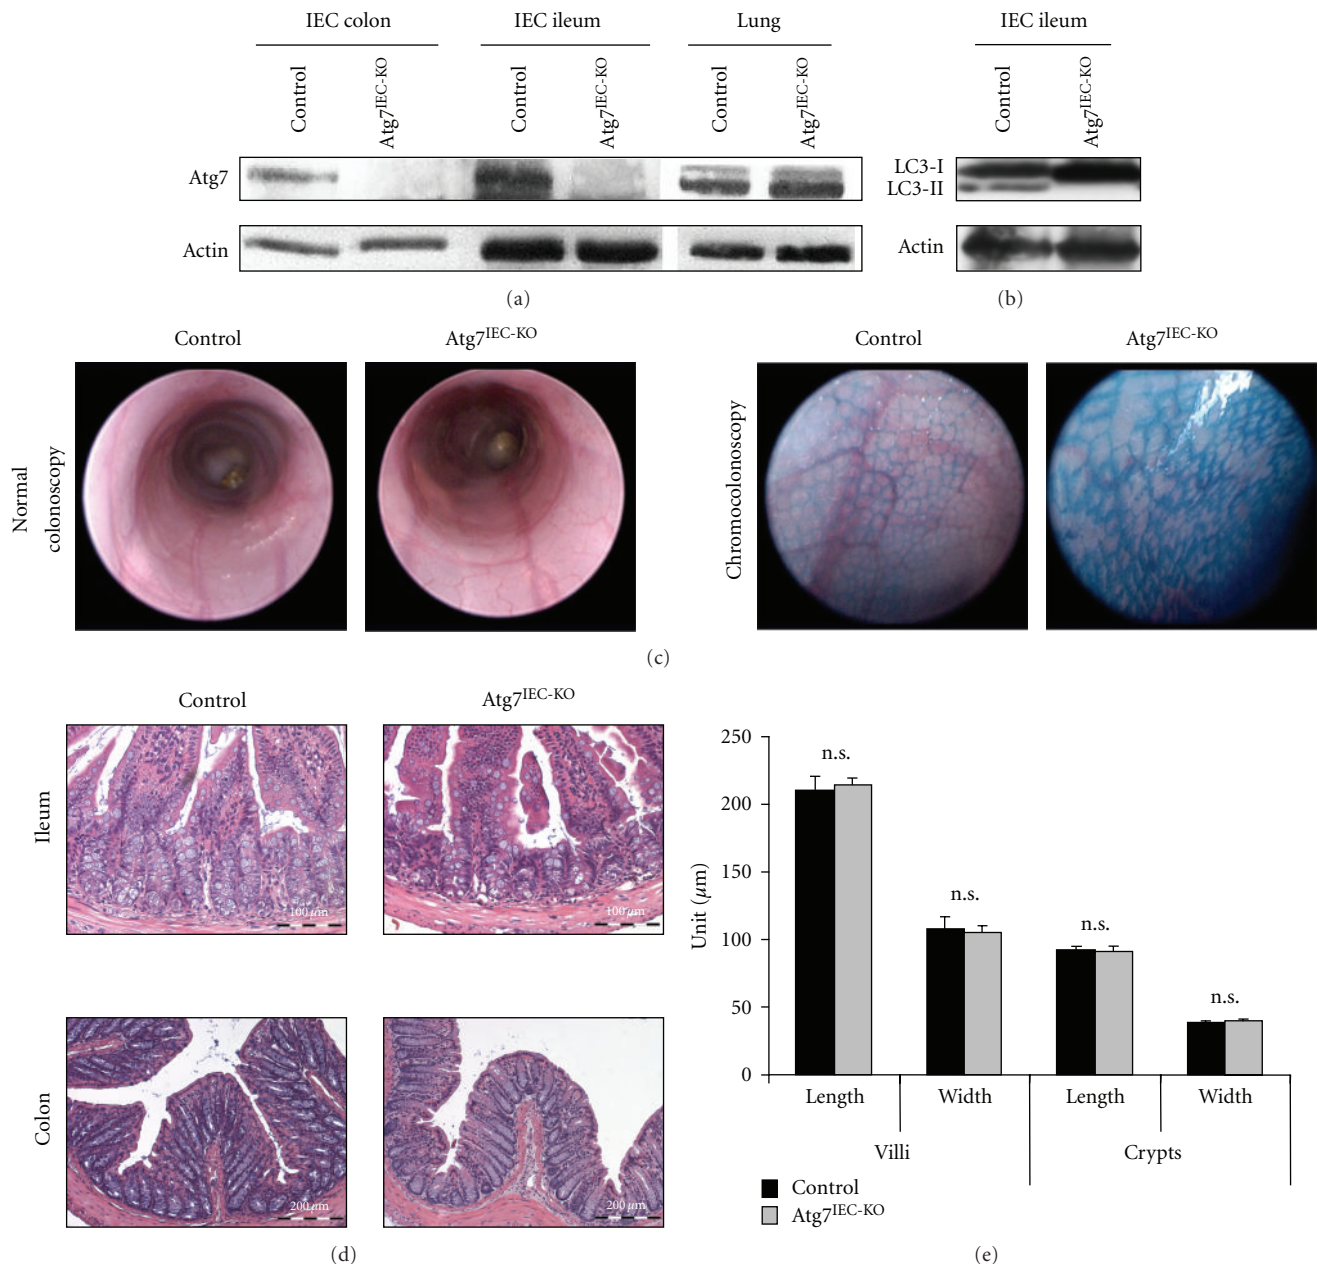 IEC colon
IEC ileum
Lung
IEC ileum
Control
Atg7IEC-KO
Control
Atg7IEC-KO
Control
Atg7IEC-KO
Control
Atg7IEC-KO
Atg7
LC3-I
LC3-II
Actin
Actin
(a)
(b)
Control
Atg7IEC-KO
Control
Atg7IEC-KO
Normal
colonoscopy
Chromocolonoscopy
(c)
Control
Atg7IEC-KO
Ileum
100 µm
100 µm
Colon
200 µm
200 µm
(d)
Unit (µm)
250
200
150
100
50
0
n.s.
n.s.
n.s.
n.s.
Length
Width
Length
Width
Villi
Crypts
Control
Atg7IEC-KO
(e)